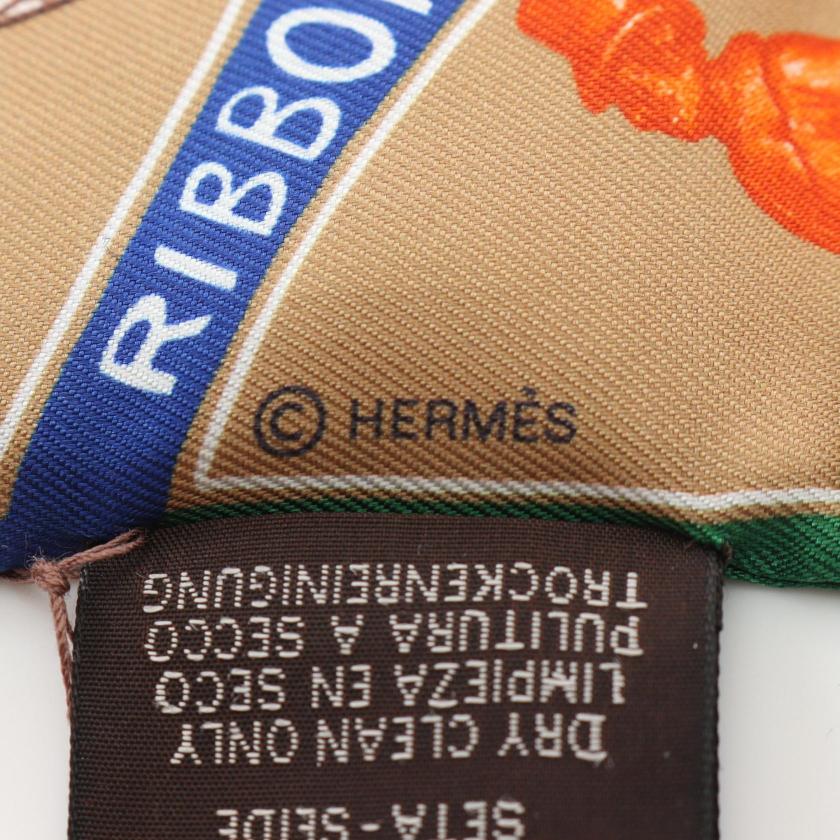 RIBBO
© HERMÈS
SETA-SEIDE
DRY CLEAN ONLY
LIMPIEZA EN SECO
PULITURA A SECCO
TROCKENREINIGUNG